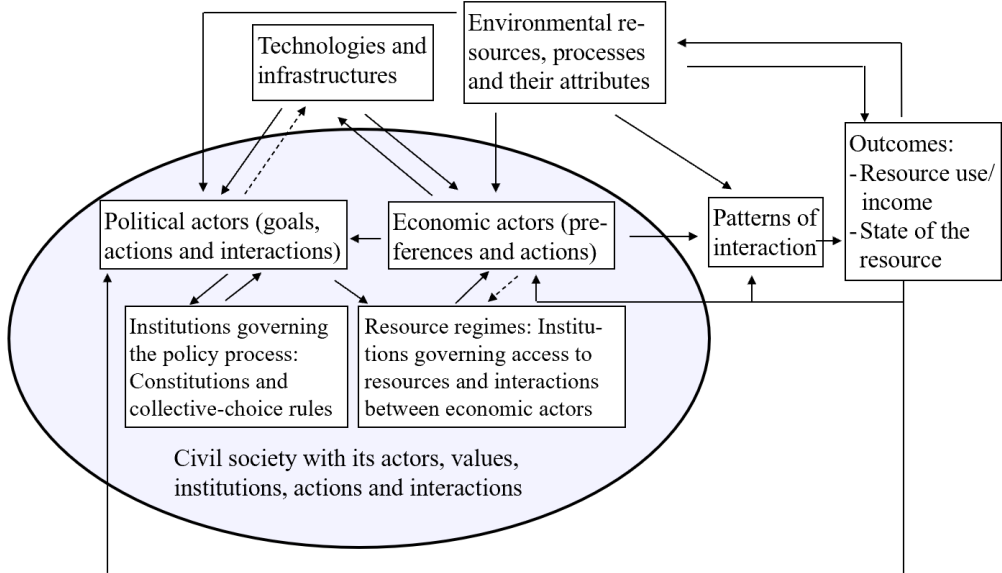 Technologies and
infrastructures
Environmental re-
sources, processes
and their attributes
Outcomes:
-Resource use/
income
-State of the
resource
Political actors (goals,
actions and interactions)
Economic actors (pre-
ferences and actions)
Patterns of
interaction
Institutions governing
the policy process:
Constitutions and
collective-choice rules
Resource regimes: Institu-
tions governing access to
resources and interactions
between economic actors
Civil society with its actors, values,
institutions, actions and interactions